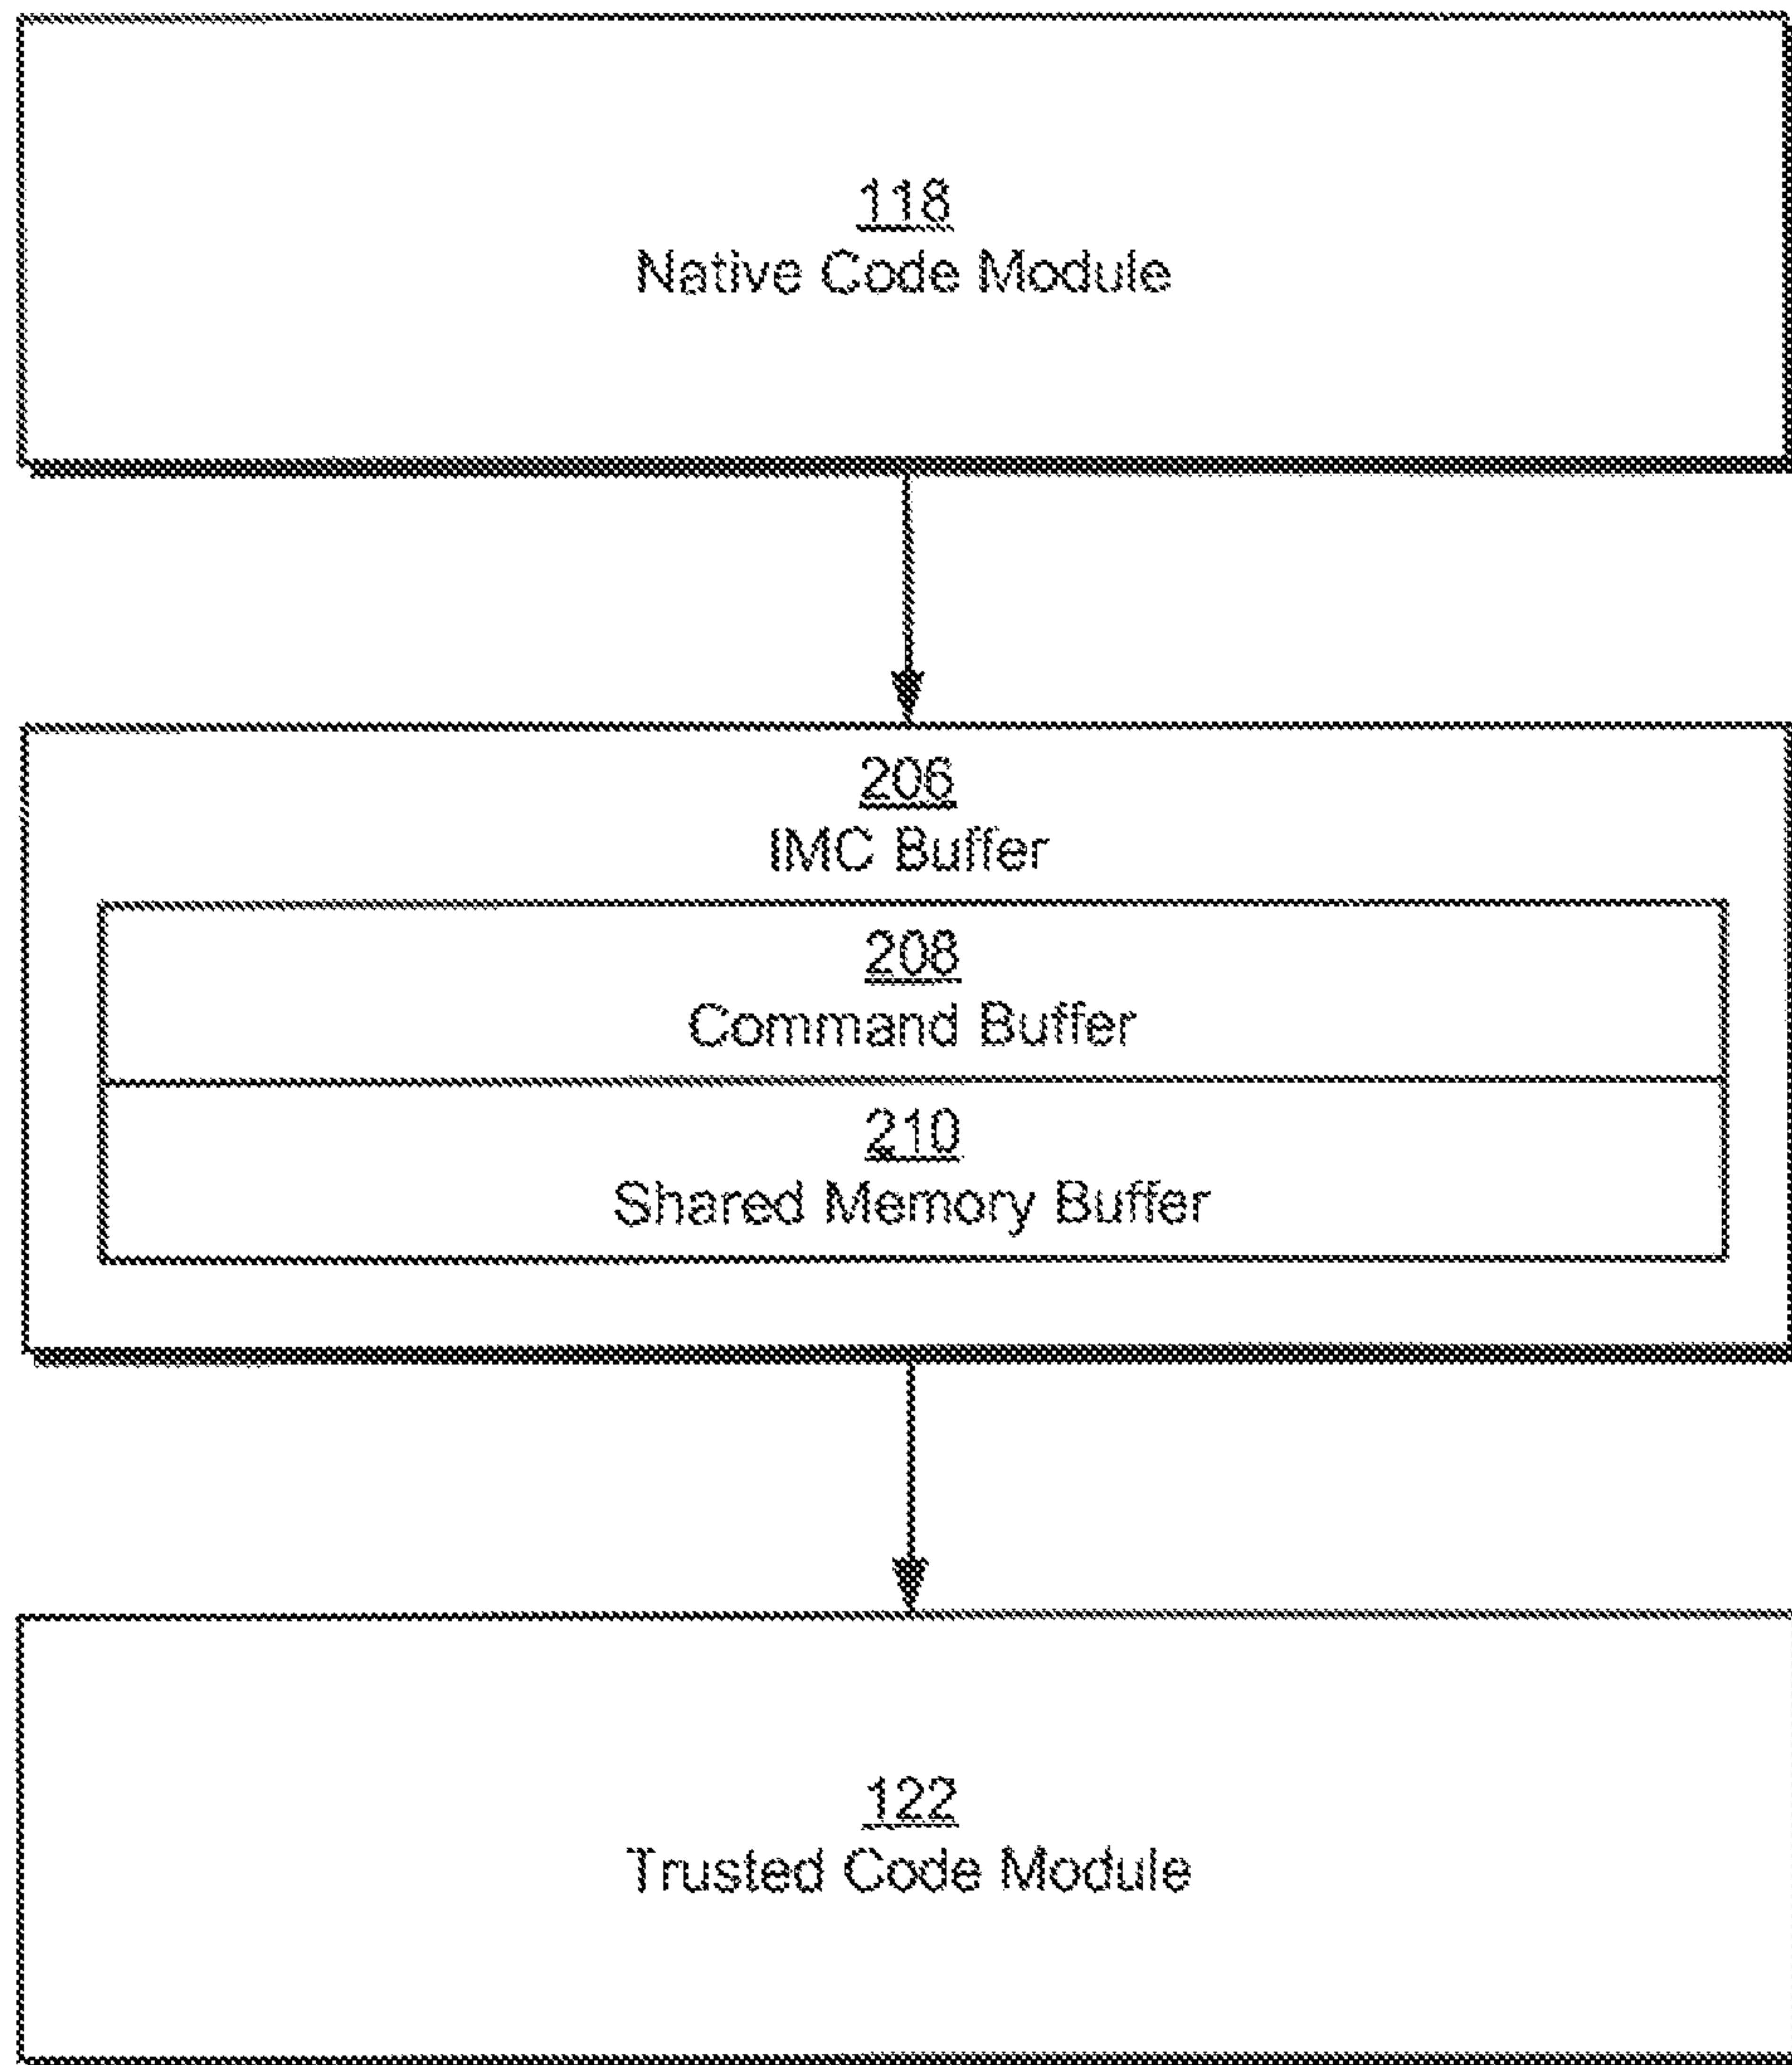 118
Native Code Module
206
IMC Buffer
208
Command Buffer
210
Shared Memory Buffer
122
Trusted Code Module